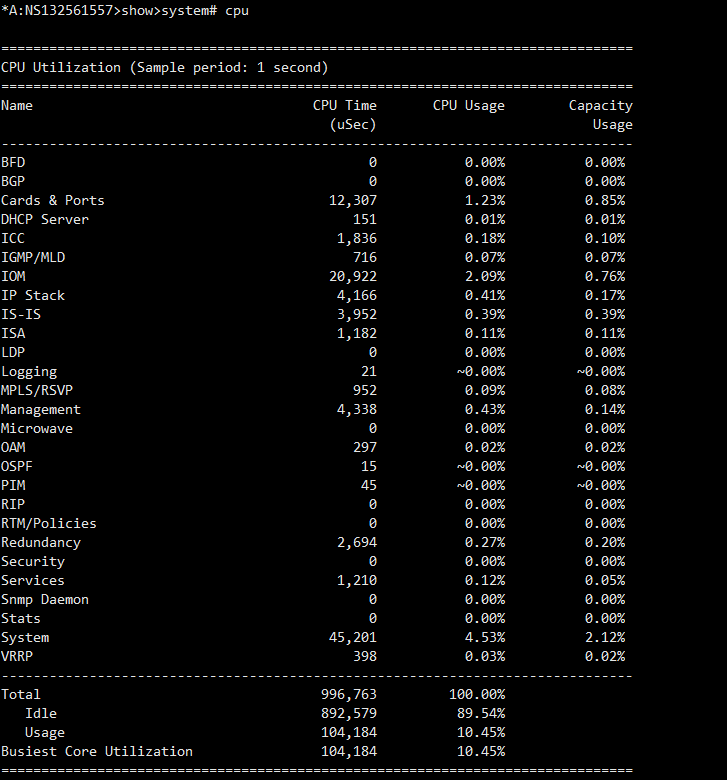 *A:NS132561557>show>system# cpu
===============================================================================
CPU Utilization (Sample period: 1 second)
===============================================================================
Name                                   CPU Time       CPU Usage        Capacity
                                         (uSec)                           Usage
-------------------------------------------------------------------------------
BFD                                           0           0.00%          0.00%
BGP                                           0           0.00%          0.00%
Cards & Ports                            12,307           1.23%          0.85%
DHCP Server                                 151           0.01%          0.01%
ICC                                       1,836           0.18%          0.10%
IGMP/MLD                                    716           0.07%          0.07%
IOM                                      20,922           2.09%          0.76%
IP Stack                                  4,166           0.41%          0.17%
IS-IS                                     3,952           0.39%          0.39%
ISA                                       1,182           0.11%          0.11%
LDP                                           0           0.00%          0.00%
Logging                                      21          ~0.00%         ~0.00%
MPLS/RSVP                                   952           0.09%          0.08%
Management                                4,338           0.43%          0.14%
Microwave                                     0           0.00%          0.00%
OAM                                         297           0.02%          0.02%
OSPF                                         15          ~0.00%         ~0.00%
PIM                                          45          ~0.00%         ~0.00%
RIP                                           0           0.00%          0.00%
RTM/Policies                                  0           0.00%          0.00%
Redundancy                                2,694           0.27%          0.20%
Security                                      0           0.00%          0.00%
Services                                  1,210           0.12%          0.05%
Snmp Daemon                                   0           0.00%          0.00%
Stats                                         0           0.00%          0.00%
System                                   45,201           4.53%          2.12%
VRRP                                        398           0.03%          0.02%
-------------------------------------------------------------------------------
Total                                   996,763         100.00%
   Idle                                 892,579          89.54%
   Usage                                104,184          10.45%
Busiest Core Utilization                104,184          10.45%
===============================================================================